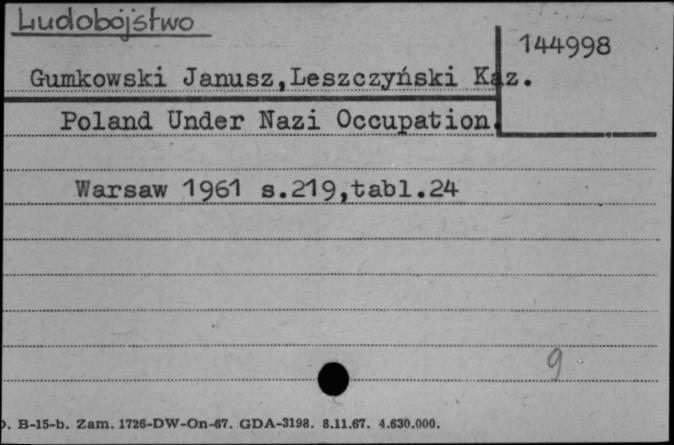 Ludobójstwo
144998
Gumkowski Janusz,Leszczyński Kaz.
Poland Under Nazi Occupation.
Warsaw 1961 s.219,tabl.24
9
. B-15-b. Zam. 1726-DW-On-67. GDA-3198. 8.11.67. 4.630.000.